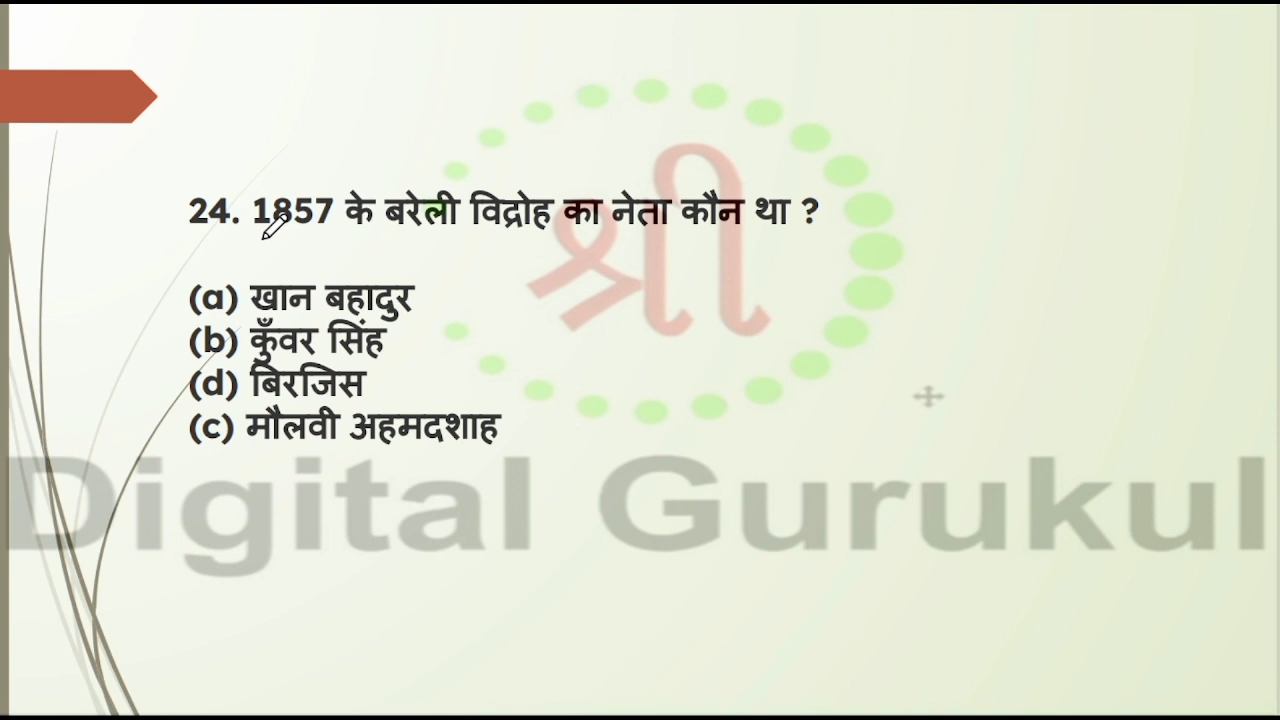 24. 1857 के बरेली विद्रोह का नेता कौन था ?
(a) खान बहादुर
(b) कुँवर सिंह
(d) बिरजिस
(c) मौलवी अहमदशाह
श्री
Digital Gurukul